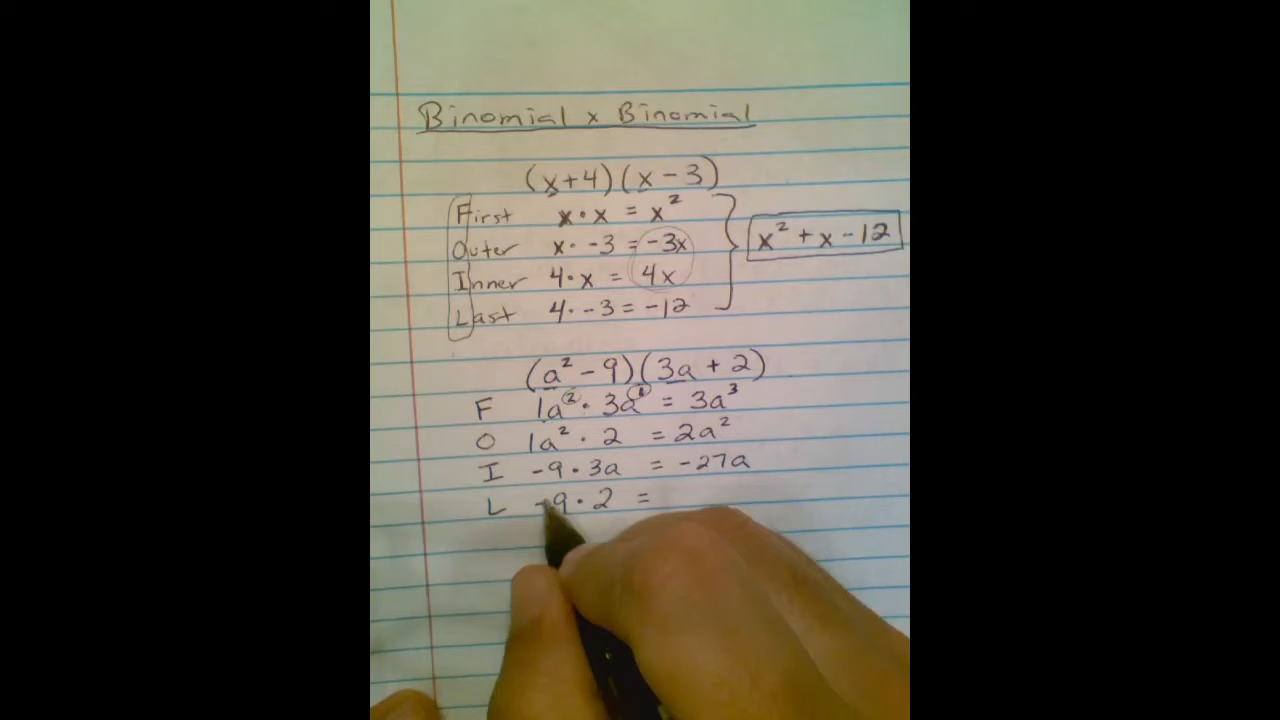 Binomial x Binomial
(x+4)(x-3)
First x·x = x²
Outer x·-3 = -3x
Inner 4·x = 4x
Last 4·-3 = -12
x² + x - 12
(a² - 9)(3a + 2)
F 1a²·3a¹ = 3a³
O 1a²·2 = 2a²
I -9·3a = -27a
L -9·2 =